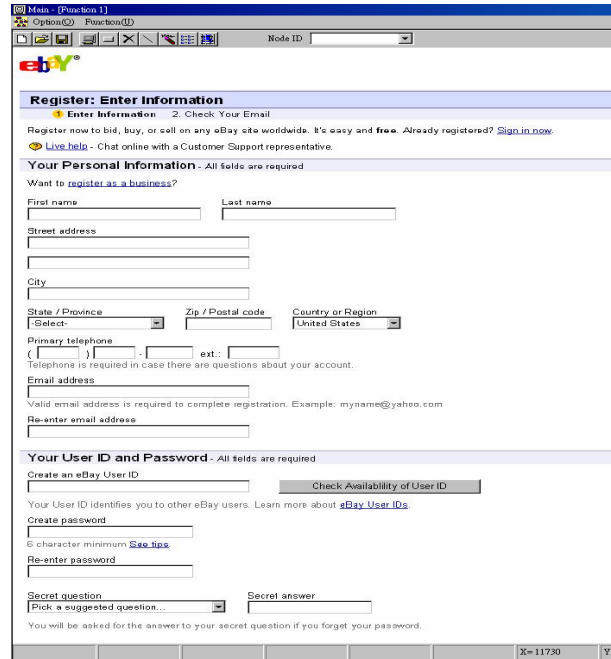 Main - [Function 1]
Option(O) Function(U)
Node ID
ebY®
Register: Enter Information
1 Enter Information 2. Check Your Email
Register now to bid, buy, or sell on any eBay site worldwide. It's easy and free. Already registered? Sign in now.
Live help - Chat online with a Customer Support representative.
Your Personal Information - All fields are required
Want to register as a business?
First name Last name
Street address
City
State / Province Zip / Postal code Country or Region
-Select- United States
Primary telephone
( ) - ext.:
Telephone is required in case there are questions about your account.
Email address
Valid email address is required to complete registration. Example: myname@yahoo.com
Re-enter email address
Your User ID and Password - All fields are required
Create an eBay User ID
Check Availablility of User ID
Your User ID identifies you to other eBay users. Learn more about eBay User IDs.
Create password
6 character minimum See tips.
Re-enter password
Secret question Secret answer
Pick a suggested question...
You will be asked for the answer to your secret question if you forget your password.
X=11730 Y